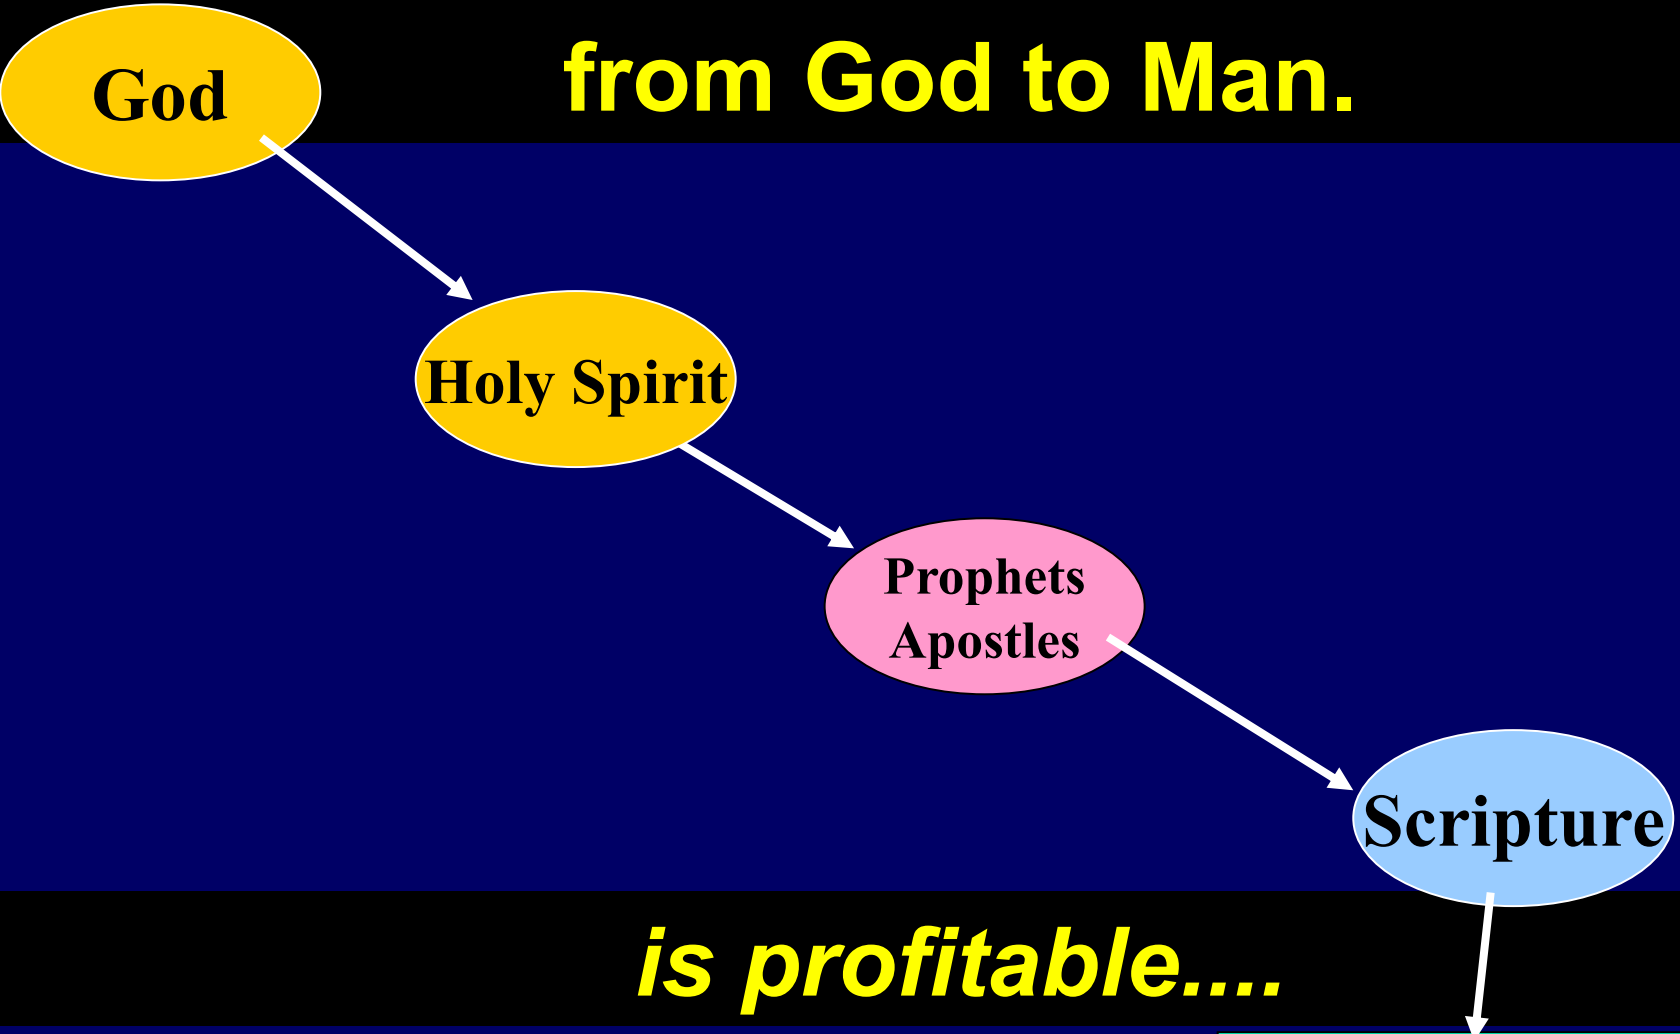 God
from God to Man.
Holy Spirit
Prophets
Apostles
Scripture
is profitable....